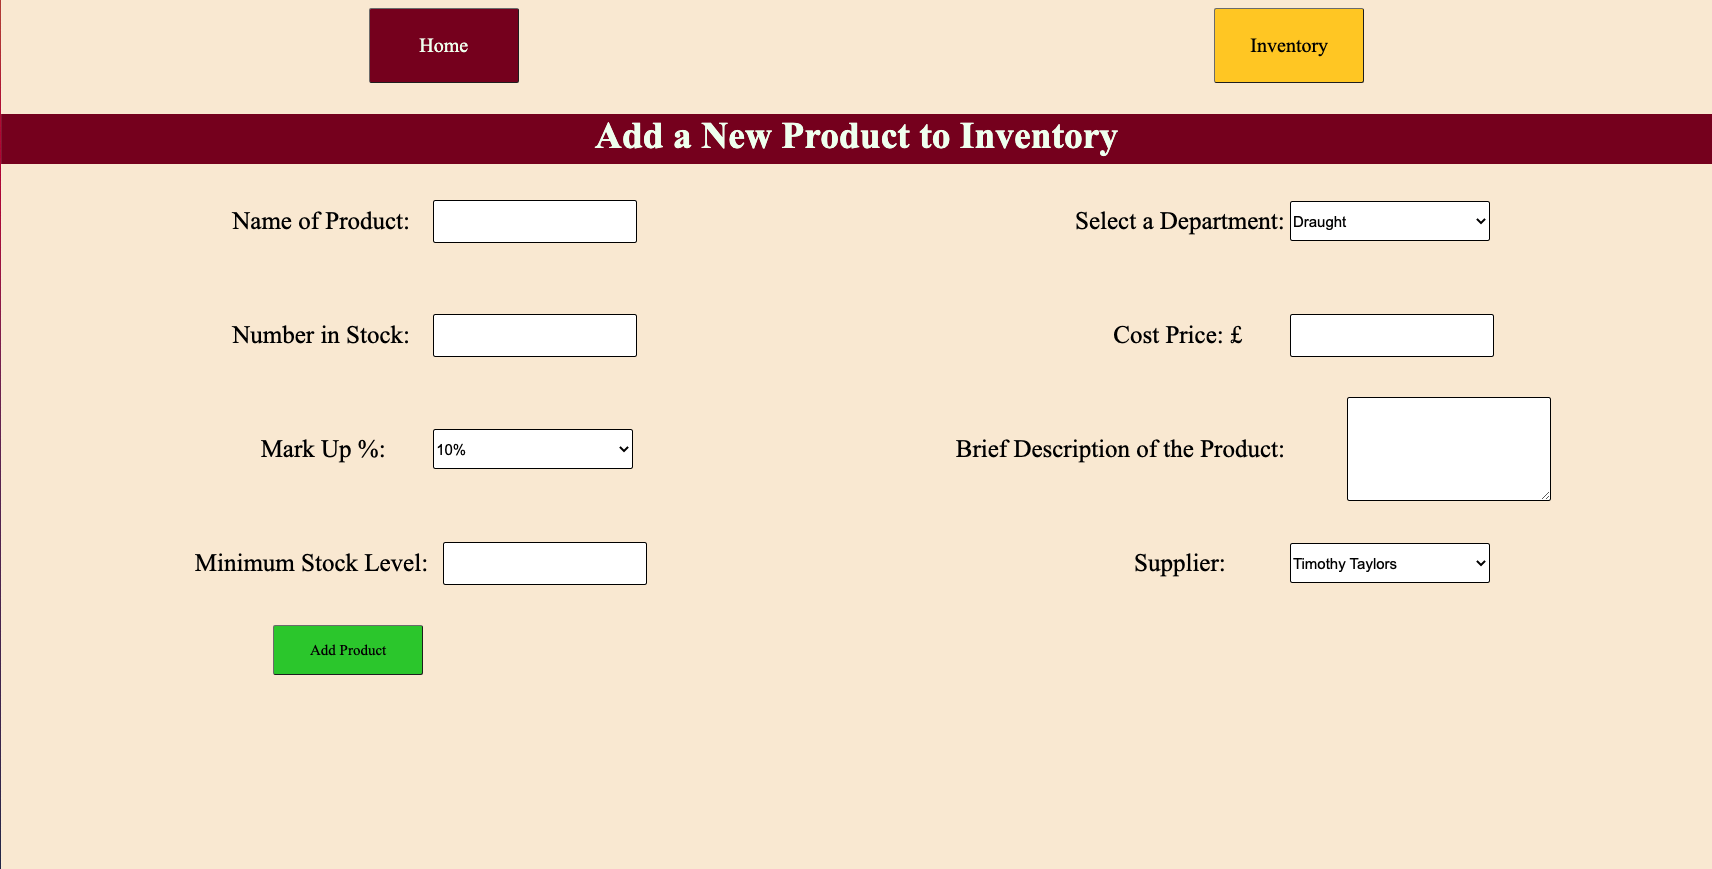 Home
Inventory
Add a New Product to Inventory
Name of Product:
Select a Department: Draught
Number in Stock:
Cost Price: £
Mark Up %: 10%
Brief Description of the Product:
Minimum Stock Level:
Supplier: Timothy Taylors
Add Product